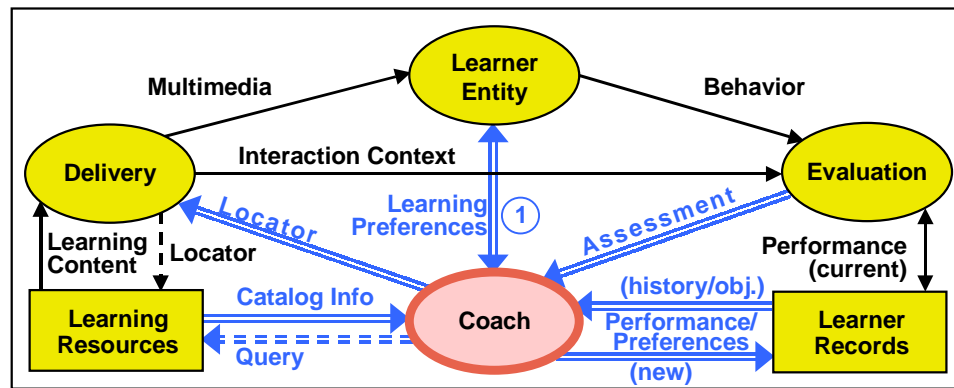 Learner
Entity
Multimedia
Behavior
Delivery
Interaction Context
Evaluation
Learning
Preferences
1
Locator
Assessment
Learning
Content
Locator
Performance
(current)
Catalog Info
(history/obj.)
Learning
Resources
Coach
Performance/
Preferences
Learner
Records
Query
(new)